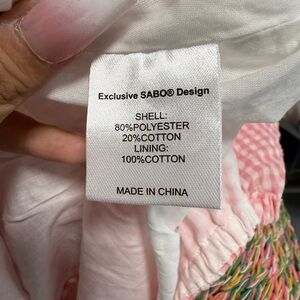 Exclusive SABO® Design
SHELL:
80%POLYESTER
20%COTTON
LINING:
100%COTTON
MADE IN CHINA